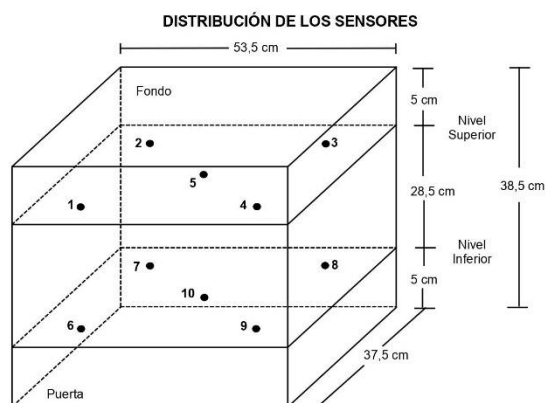 DISTRIBUCIÓN DE LOS SENSORES
53,5 cm
Fondo
5 cm
Nivel
Superior
2
3
5
1
4
28,5 cm
38,5 cm
Nivel
Inferior
7
8
10
5 cm
6
9
37,5 cm
Puerta